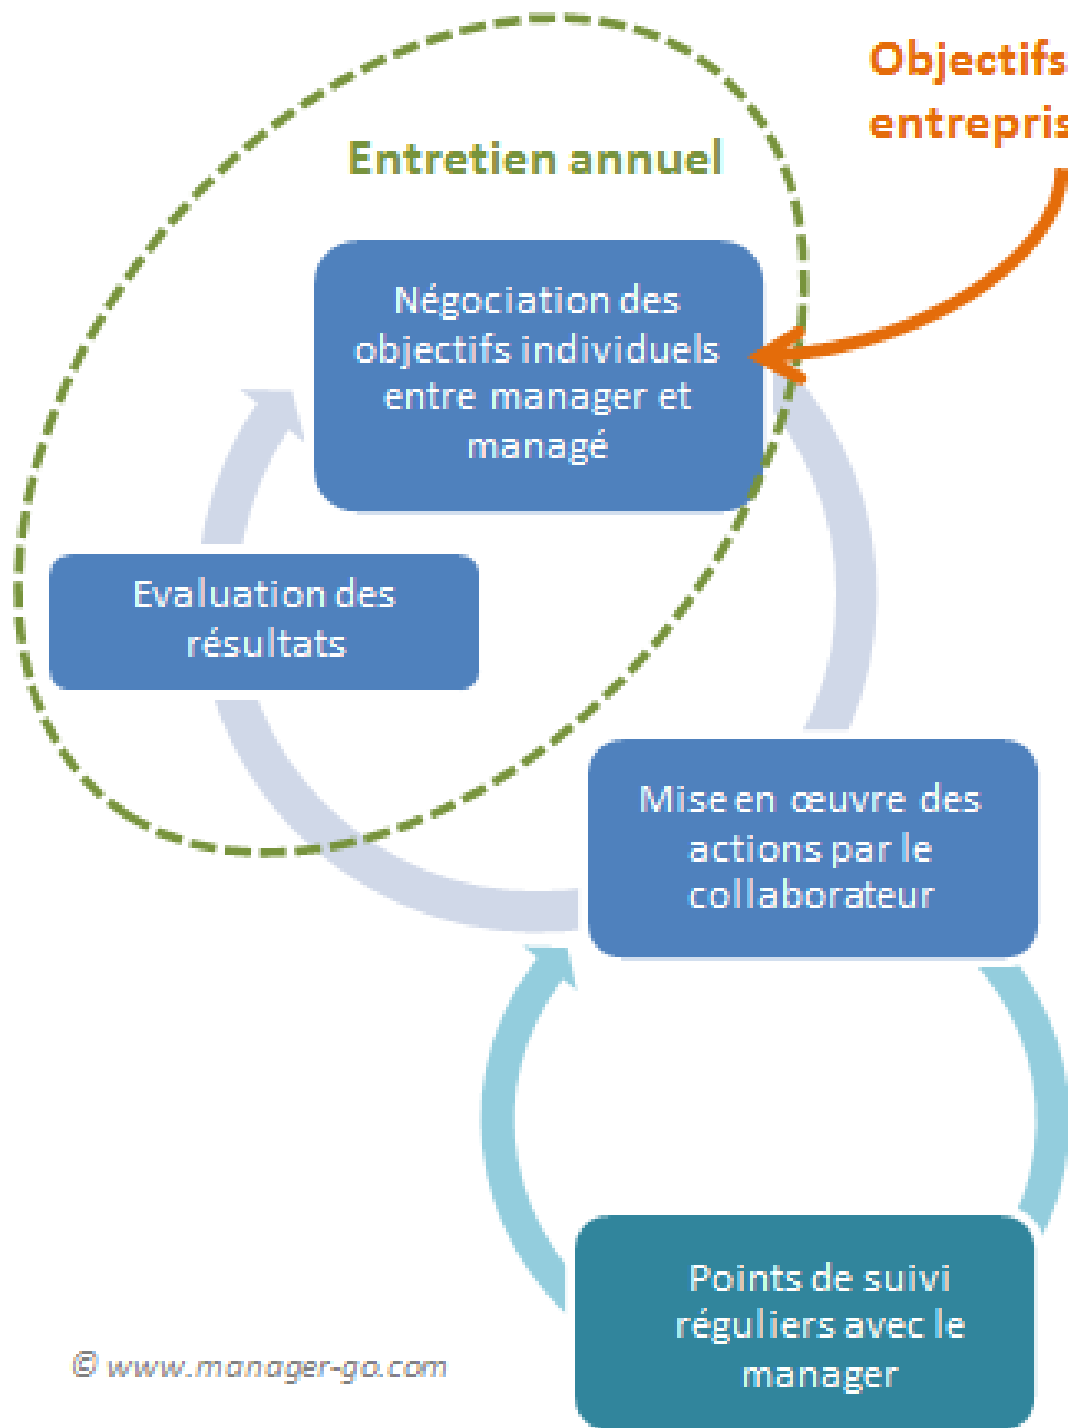 Objectifs
entrepris
Entretien annuel
Négociation des
objectifs individuels
entre manager et
managé
Evaluation des
résultats
Mise en œuvre des
actions par le
collaborateur
Points de suivi
réguliers avec le
manager
© www.manager-go.com